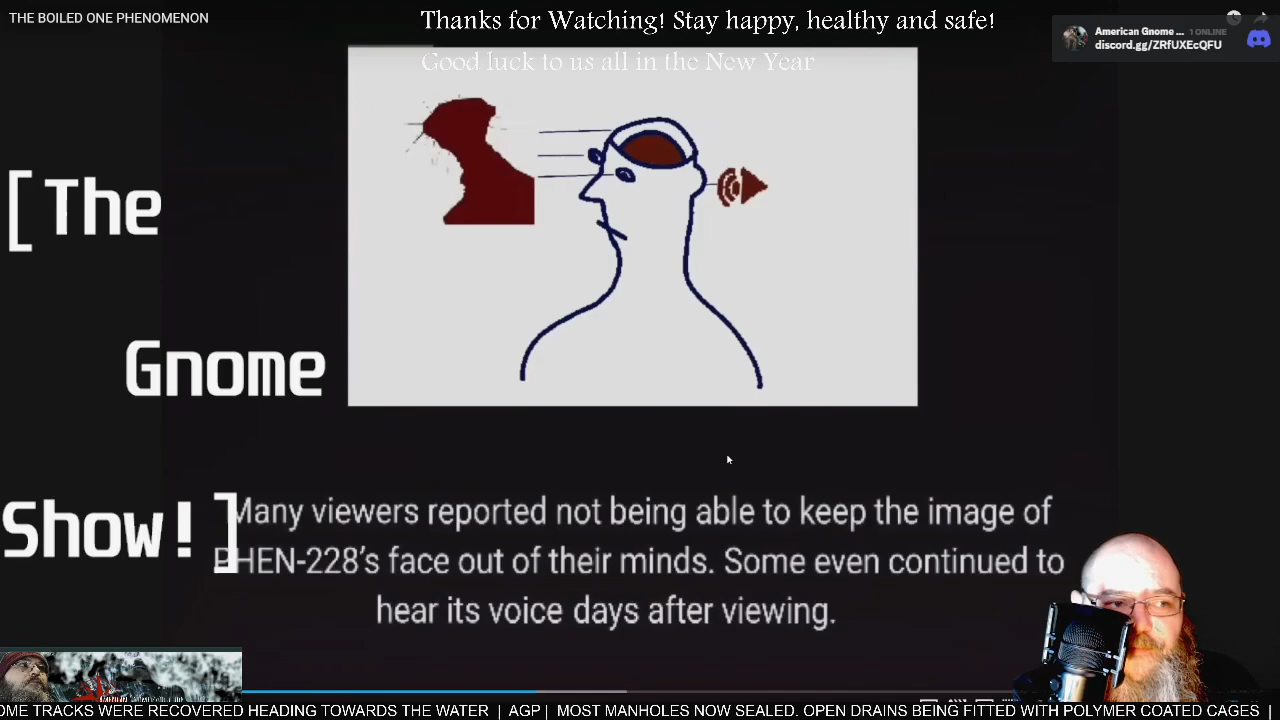 THE BOILED ONE PHENOMENON
Thanks for Watching! Stay happy, healthy and safe!
Good luck to us all in the New Year
American Gnome ... 1 ONLINE
discord.gg/ZRfUXEcQFU
[The
Gnome
Show! ]
Many viewers reported not being able to keep the image of
PHEN-228's face out of their minds. Some even continued to
hear its voice days after viewing.
OME TRACKS WERE RECOVERED HEADING TOWARDS THE WATER | AGP | MOST MANHOLES NOW SEALED. OPEN DRAINS BEING FITTED WITH POLYMER COATED CAGES |